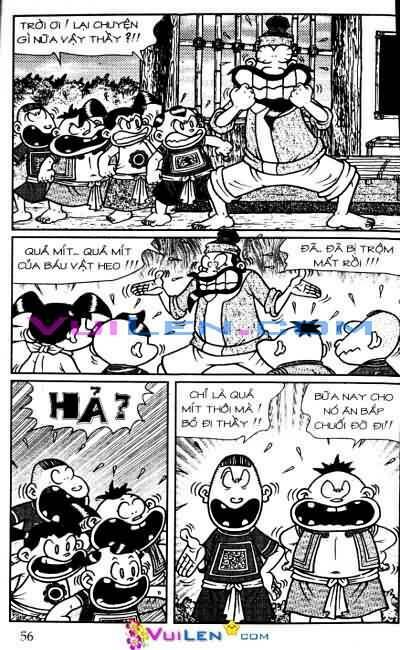 TRỜI ƠI! LẠI CHUYỆN
GÌ NỮA VẬY THẦY?!!
QUẢ MÍT... QUẢ MÍT
CỦA BÁU VẬT HEO!!!
ĐÃ.. ĐÃ BỊ TRỘM
MẤT RỒI!!!
VUILEN.COM
HẢ?
CHỈ LÀ QUẢ
MÍT THÔI MÀ
BỎ ĐI THẦY!!
BỮA NAY CHO
NÓ ĂN BẮP
CHUỐI ĐỠ ĐI!!
56
VUILEN.COM